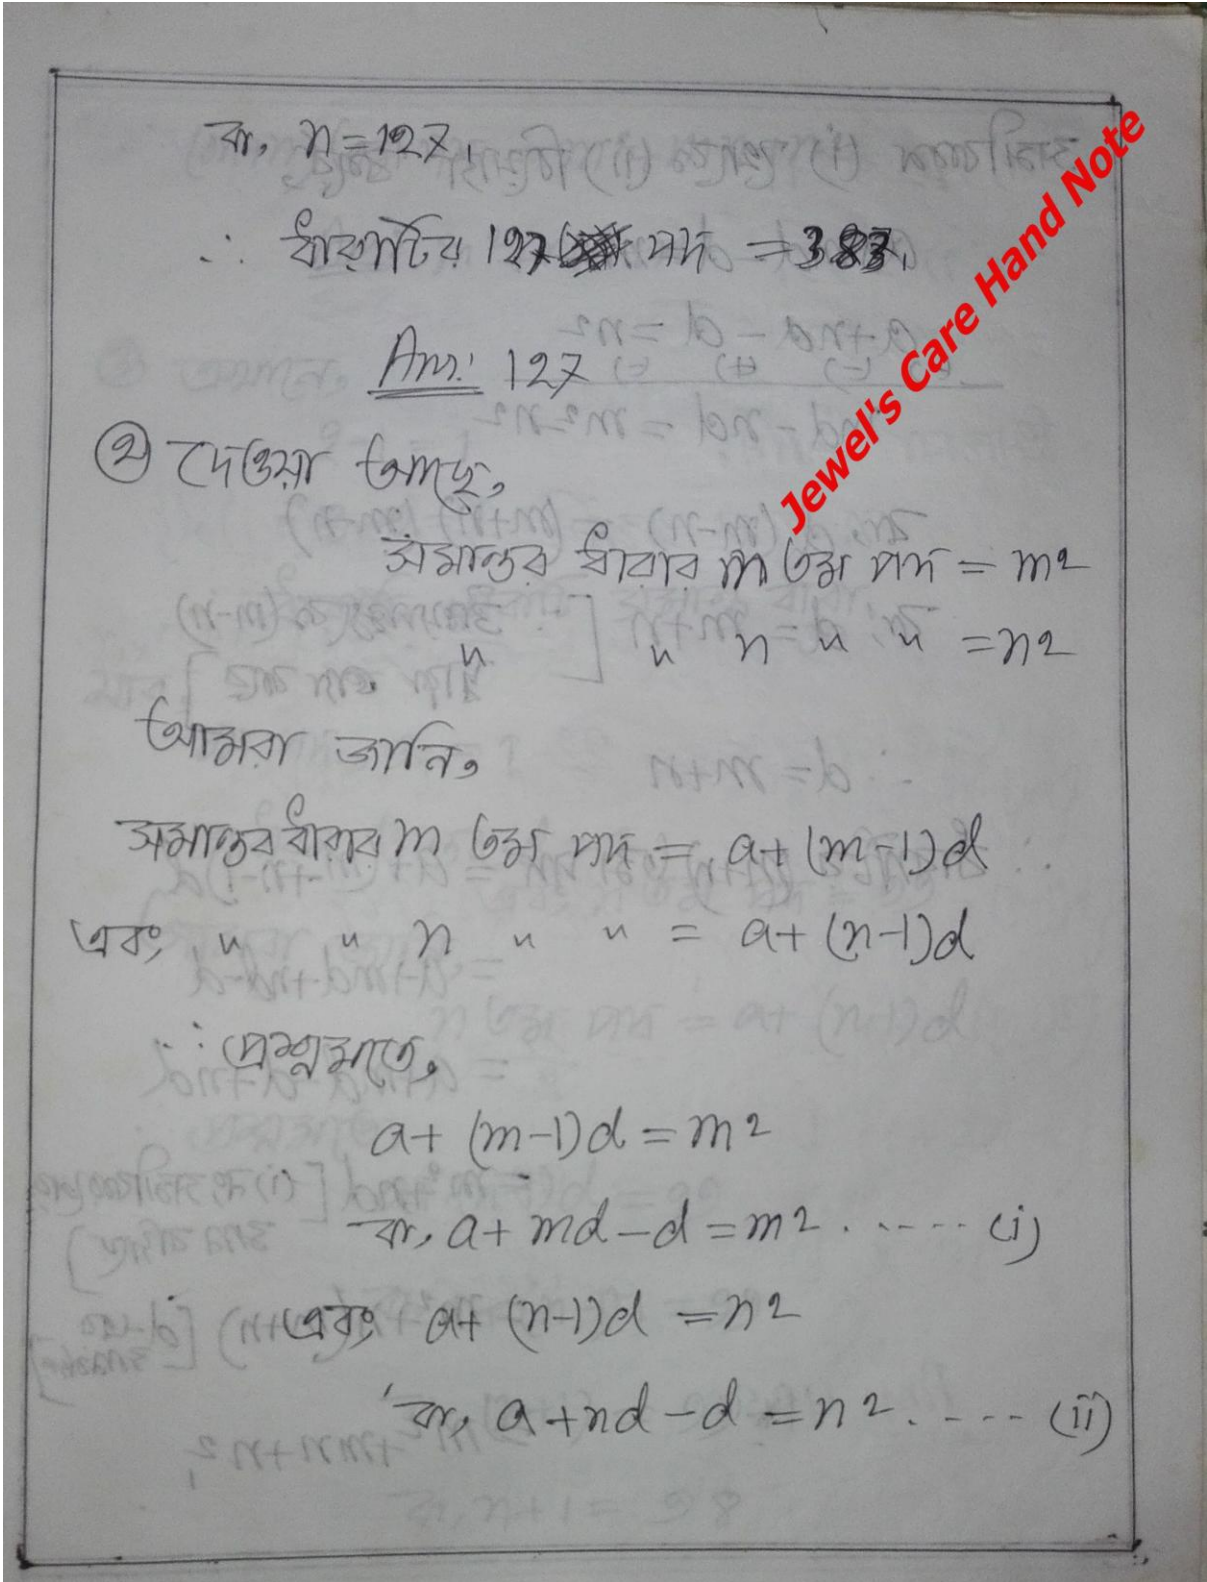 বা, n = 127.
∴ ধারাটির 127 পদ = 383.
Ans: 127
Jewel's Care Hand Note
দেওয়া আছে,
সমান্তর ধারার m তম পদ = m²
" " n " " = n²
আমরা জানি,
সমান্তর ধারার m তম পদ = a + (m-1)d
এবং " " n " " = a + (n-1)d
∴ প্রশ্নমতে,
a + (m-1)d = m²
বা, a + md - d = m² ...... (i)
এবং a + (n-1)d = n²
বা, a + nd - d = n² ..... (ii)